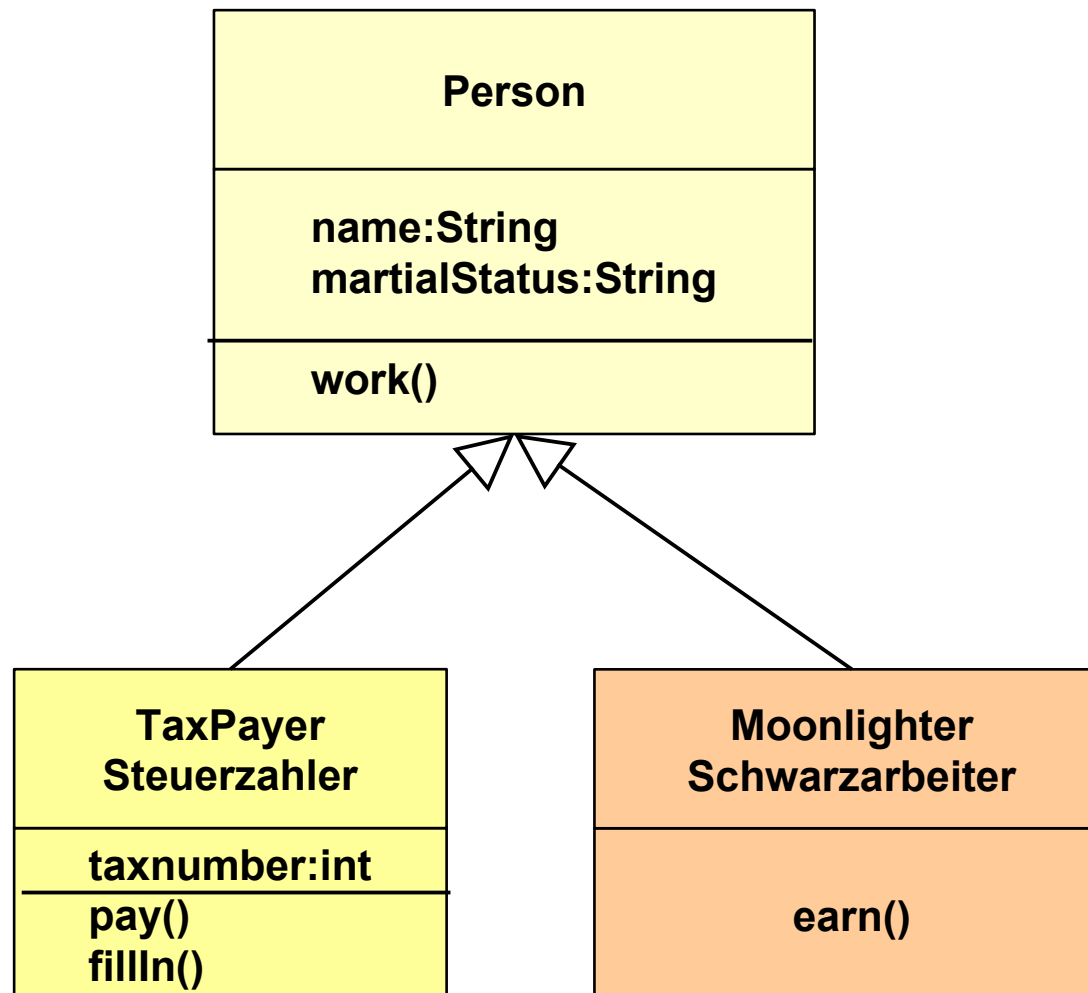 Person
name:String
martialStatus:String
work()
TaxPayer
Steuerzahler
taxnumber:int
pay()
fillIn()
Moonlighter
Schwarzarbeiter
earn()